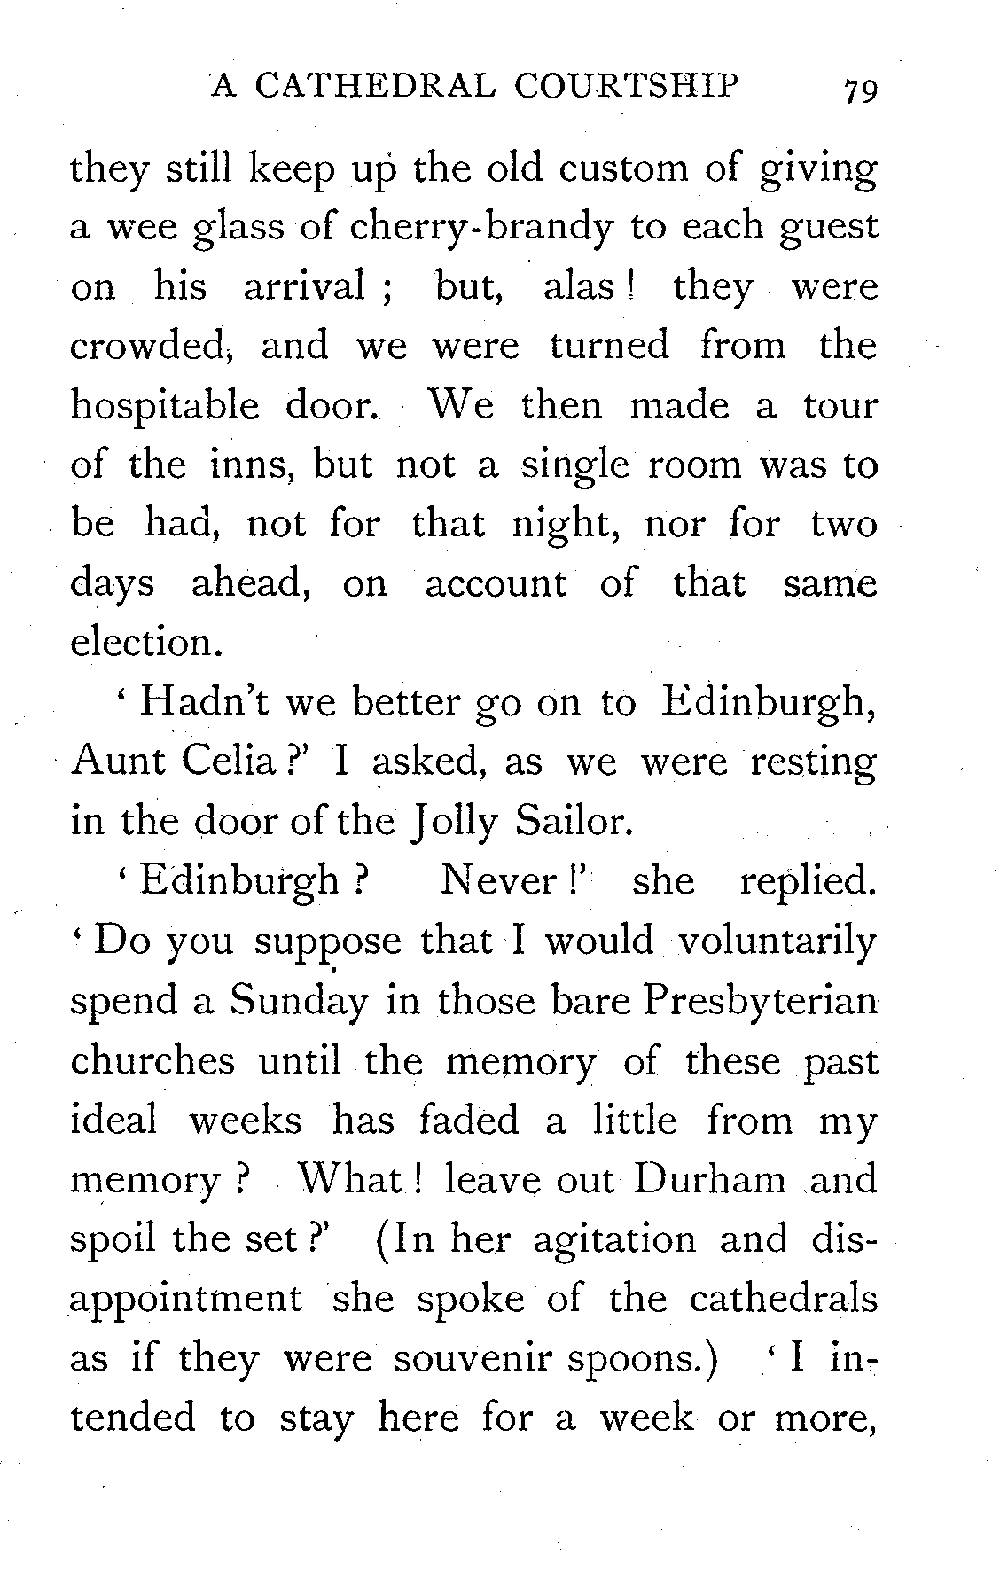 A CATHEDRAL COURTSHIP 79
they still keep up the old custom of giving
a wee glass of cherry-brandy to each guest
on his arrival ; but, alas ! they were
crowded, and we were turned from the
hospitable door. We then made a tour
of the inns, but not a single room was to
be had, not for that night, nor for two
days ahead, on account of that same
election.
‘ Hadn’t we better go on to Edinburgh,
Aunt Celia ?’ I asked, as we were resting
in the door of the Jolly Sailor.
‘ Edinburgh ? Never !’ she replied.
‘ Do you suppose that I would voluntarily
spend a Sunday in those bare Presbyterian
churches until the memory of these past
ideal weeks has faded a little from my
memory ? What ! leave out Durham and
spoil the set ?’ (In her agitation and dis-
appointment she spoke of the cathedrals
as if they were souvenir spoons.) ‘ I in-
tended to stay here for a week or more,